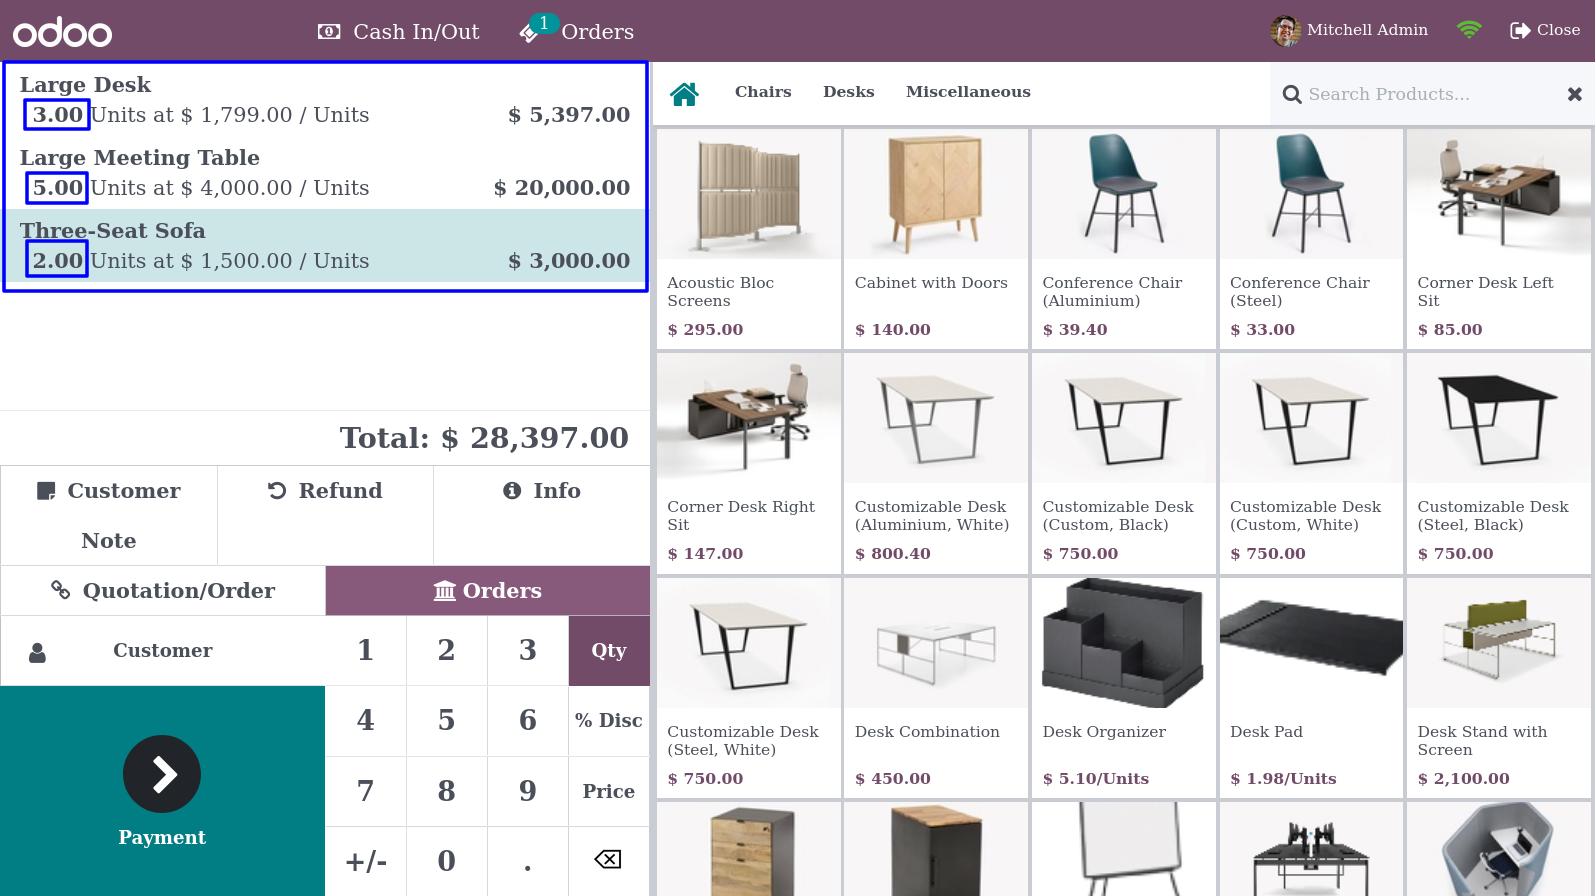 odoo
Cash In/Out
1
Orders
Mitchell Admin
Close
Large Desk
3.00 Units at $ 1,799.00 / Units
$ 5,397.00
Large Meeting Table
5.00 Units at $ 4,000.00 / Units
$ 20,000.00
Three-Seat Sofa
2.00 Units at $ 1,500.00 / Units
$ 3,000.00
Total: $ 28,397.00
Customer
Note
Refund
Info
Quotation/Order
Orders
Customer
1 2 3 Qty
4 5 6 % Disc
7 8 9 Price
+/- 0 .
Payment
Chairs
Desks
Miscellaneous
Search Products...
Acoustic Bloc
Screens
$ 295.00
Cabinet with Doors
$ 140.00
Conference Chair
(Aluminium)
$ 39.40
Conference Chair
(Steel)
$ 33.00
Corner Desk Left
Sit
$ 85.00
Corner Desk Right
Sit
$ 147.00
Customizable Desk
(Aluminium, White)
$ 800.40
Customizable Desk
(Custom, Black)
$ 750.00
Customizable Desk
(Custom, White)
$ 750.00
Customizable Desk
(Steel, Black)
$ 750.00
Customizable Desk
(Steel, White)
$ 750.00
Desk Combination
$ 450.00
Desk Organizer
$ 5.10/Units
Desk Pad
$ 1.98/Units
Desk Stand with
Screen
$ 2,100.00